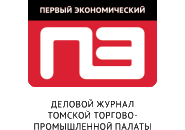 ПЕРВЫЙ ЭКОНОМИЧЕСКИЙ
ПЭ
ДЕЛОВОЙ ЖУРНАЛ
ТОМСКОЙ ТОРГОВО-
ПРОМЫШЛЕННОЙ ПАЛАТЫ